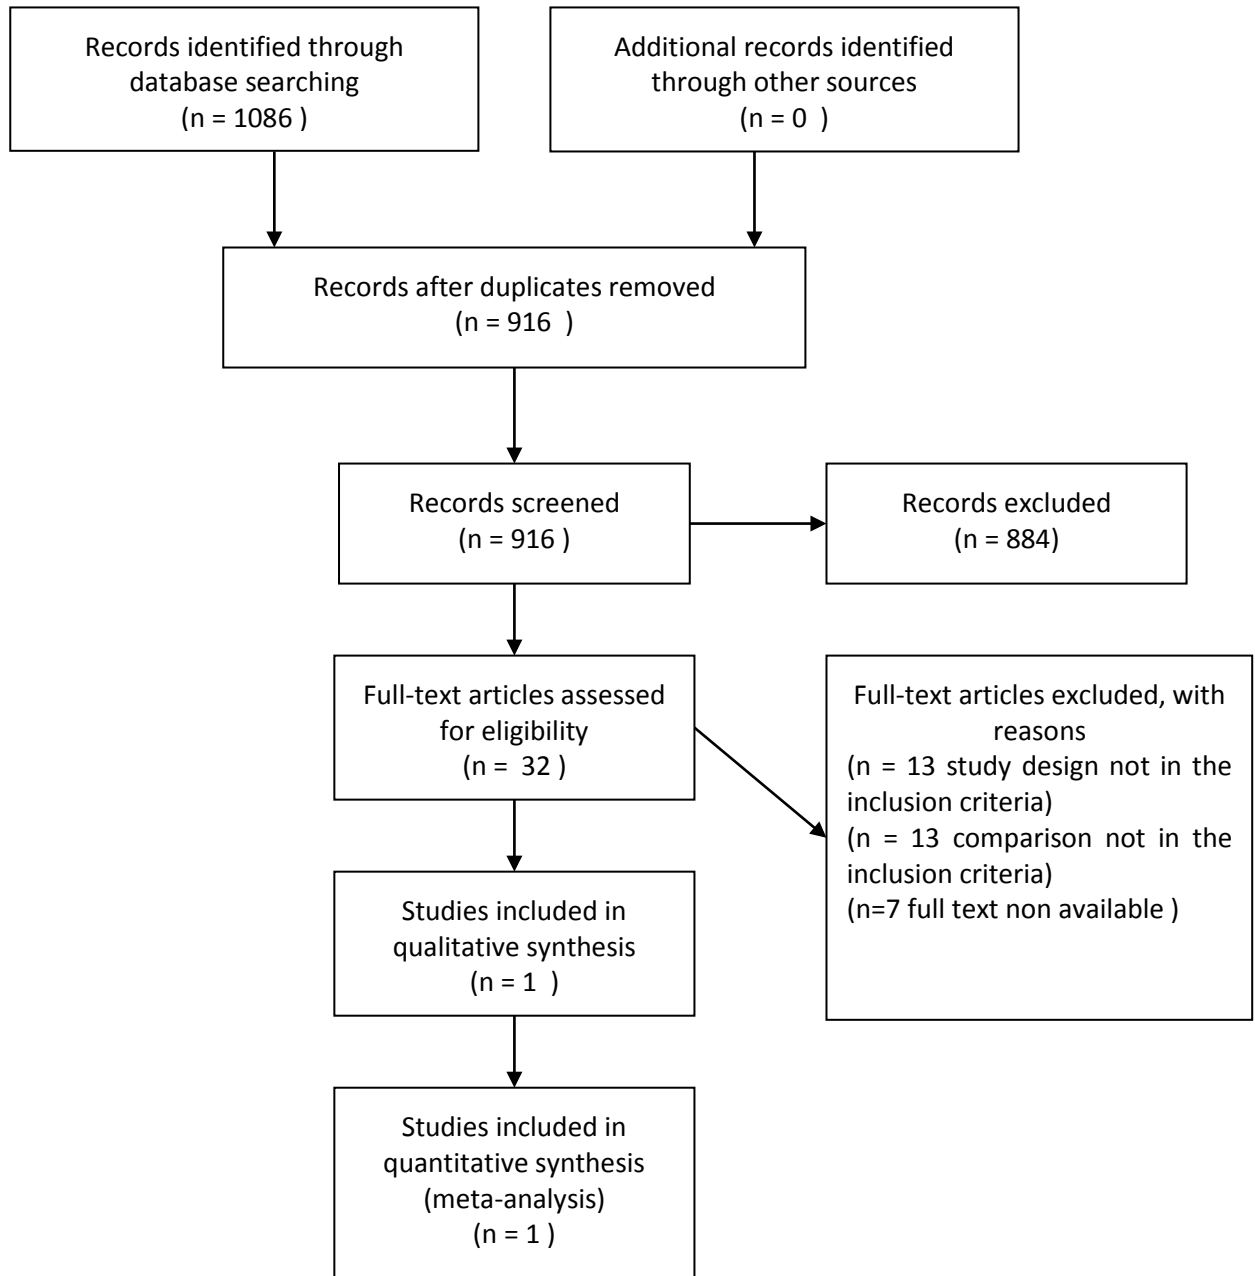 Records identified through
database searching
(n = 1086 )
Additional records identified
through other sources
(n = 0  )
Records after duplicates removed
(n = 916  )
Records screened
(n = 916 )
Records excluded
(n = 884)
Full-text articles assessed
for eligibility
(n =  32 )
Full-text articles excluded, with
reasons
(n = 13 study design not in the
inclusion criteria)
(n = 13 comparison not in the
inclusion criteria)
(n=7 full text non available )
Studies included in
qualitative synthesis
(n = 1  )
Studies included in
quantitative synthesis
(meta-analysis)
(n = 1 )